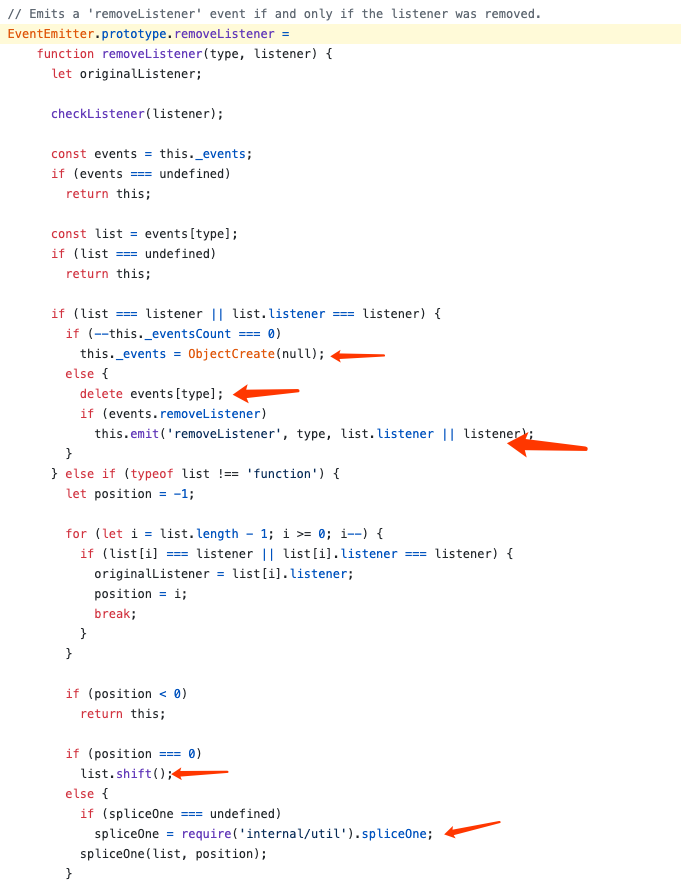 // Emits a 'removeListener' event if and only if the listener was removed.
EventEmitter.prototype.removeListener =
    function removeListener(type, listener) {
      let originalListener;

      checkListener(listener);

      const events = this._events;
      if (events === undefined)
        return this;

      const list = events[type];
      if (list === undefined)
        return this;

      if (list === listener || list.listener === listener) {
        if (--this._eventsCount === 0)
          this._events = ObjectCreate(null);
        else {
          delete events[type];
          if (events.removeListener)
            this.emit('removeListener', type, list.listener || listener);
        }
      } else if (typeof list !== 'function') {
        let position = -1;

        for (let i = list.length - 1; i >= 0; i--) {
          if (list[i] === listener || list[i].listener === listener) {
            originalListener = list[i].listener;
            position = i;
            break;
          }
        }

        if (position < 0)
          return this;

        if (position === 0)
          list.shift();
        else {
          if (spliceOne === undefined)
            spliceOne = require('internal/util').spliceOne;
          spliceOne(list, position);
        }